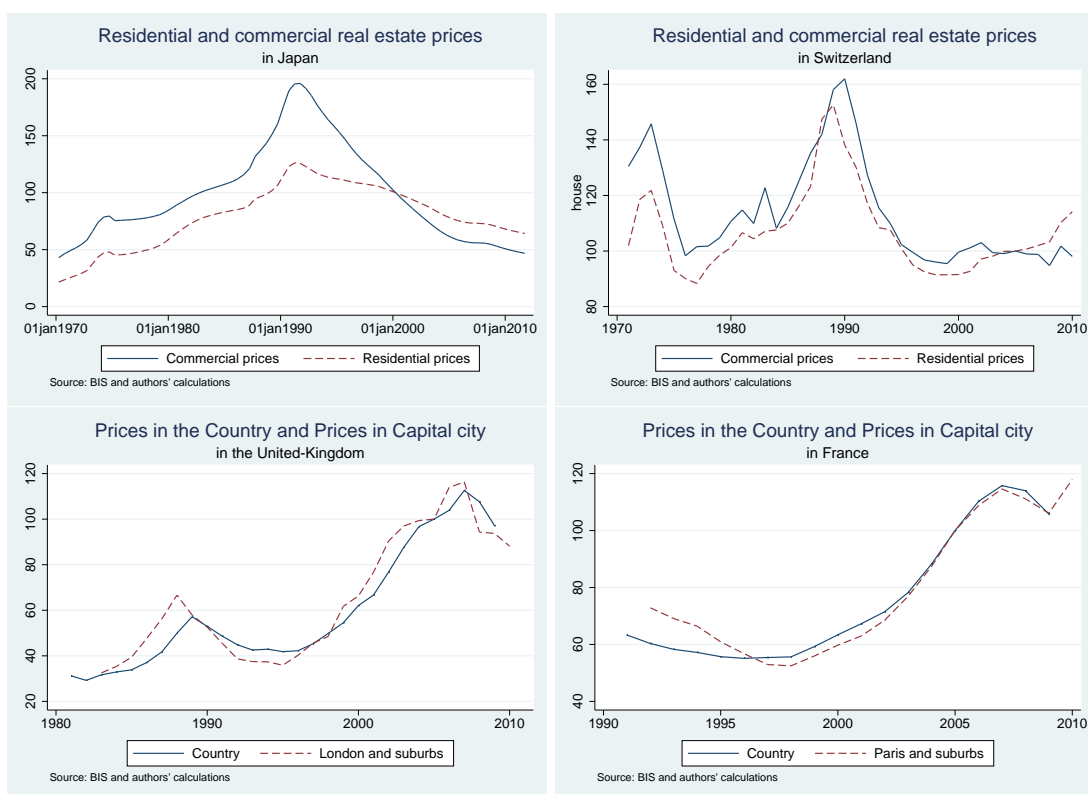 Residential and commercial real estate prices
in Japan
200
150
100
50
0
01jan1970 01jan1980 01jan1990 01jan2000 01jan2010
Commercial prices Residential prices
Source: BIS and authors' calculations
Residential and commercial real estate prices
in Switzerland
house
160
140
120
100
80
1970 1980 1990 2000 2010
Commercial prices Residential prices
Source: BIS and authors' calculations
Prices in the Country and Prices in Capital city
in the United-Kingdom
120
100
80
60
40
20
1980 1990 2000 2010
Country London and suburbs
Source: BIS and authors' calculations
Prices in the Country and Prices in Capital city
in France
120
100
80
60
40
1990 1995 2000 2005 2010
Country Paris and suburbs
Source: BIS and authors' calculations